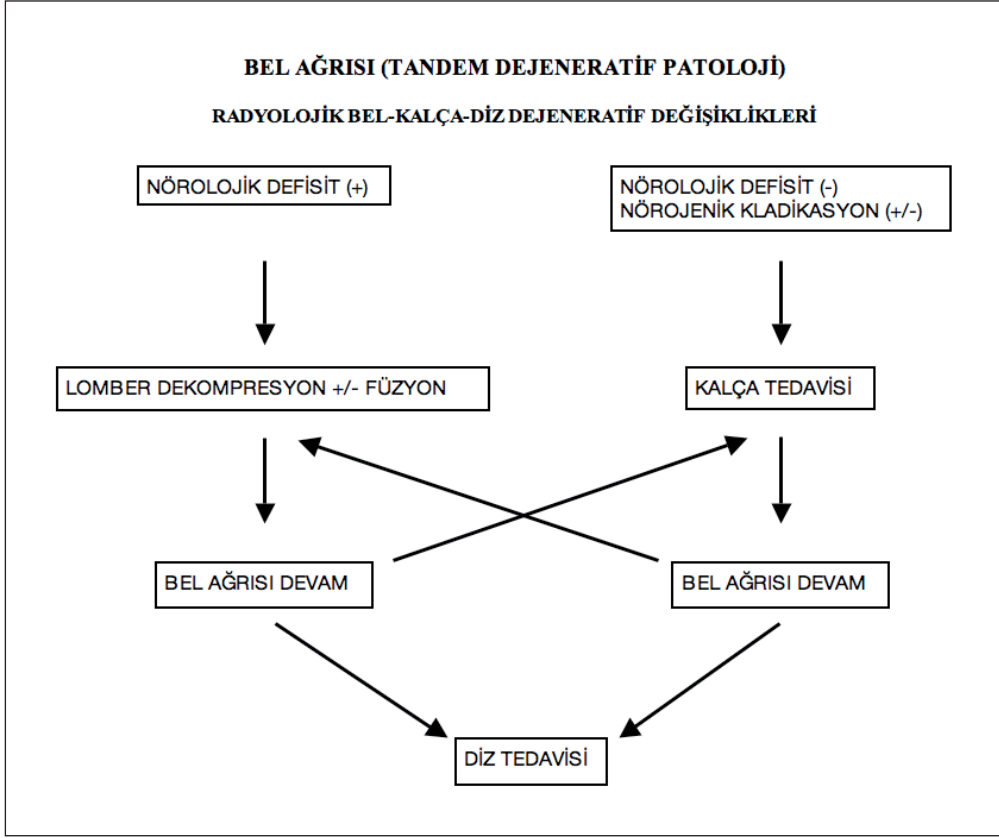 BEL AĞRISI (TANDEM DEJENERATİF PATOLOJİ)
RADYOLOJİK BEL-KALÇA-DİZ DEJENERATİF DEĞİŞİKLİKLERİ
NÖROLOJİK DEFİSİT (+)
NÖROLOJİK DEFİSİT (-)
NÖROJENİK KLADİKASYON (+/-)
LOMBER DEKOMPRESYON +/- FÜZYON
KALÇA TEDAVİSİ
BEL AĞRISI DEVAM
BEL AĞRISI DEVAM
DİZ TEDAVİSİ